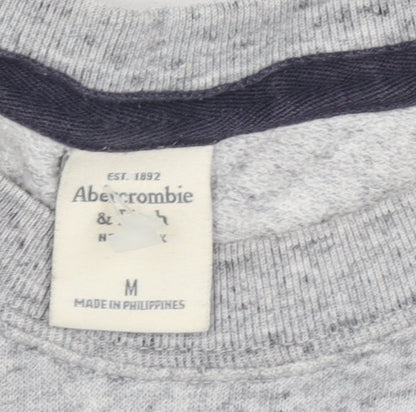 EST. 1892
Abercrombie
&
M
MADE IN PHILIPPINES